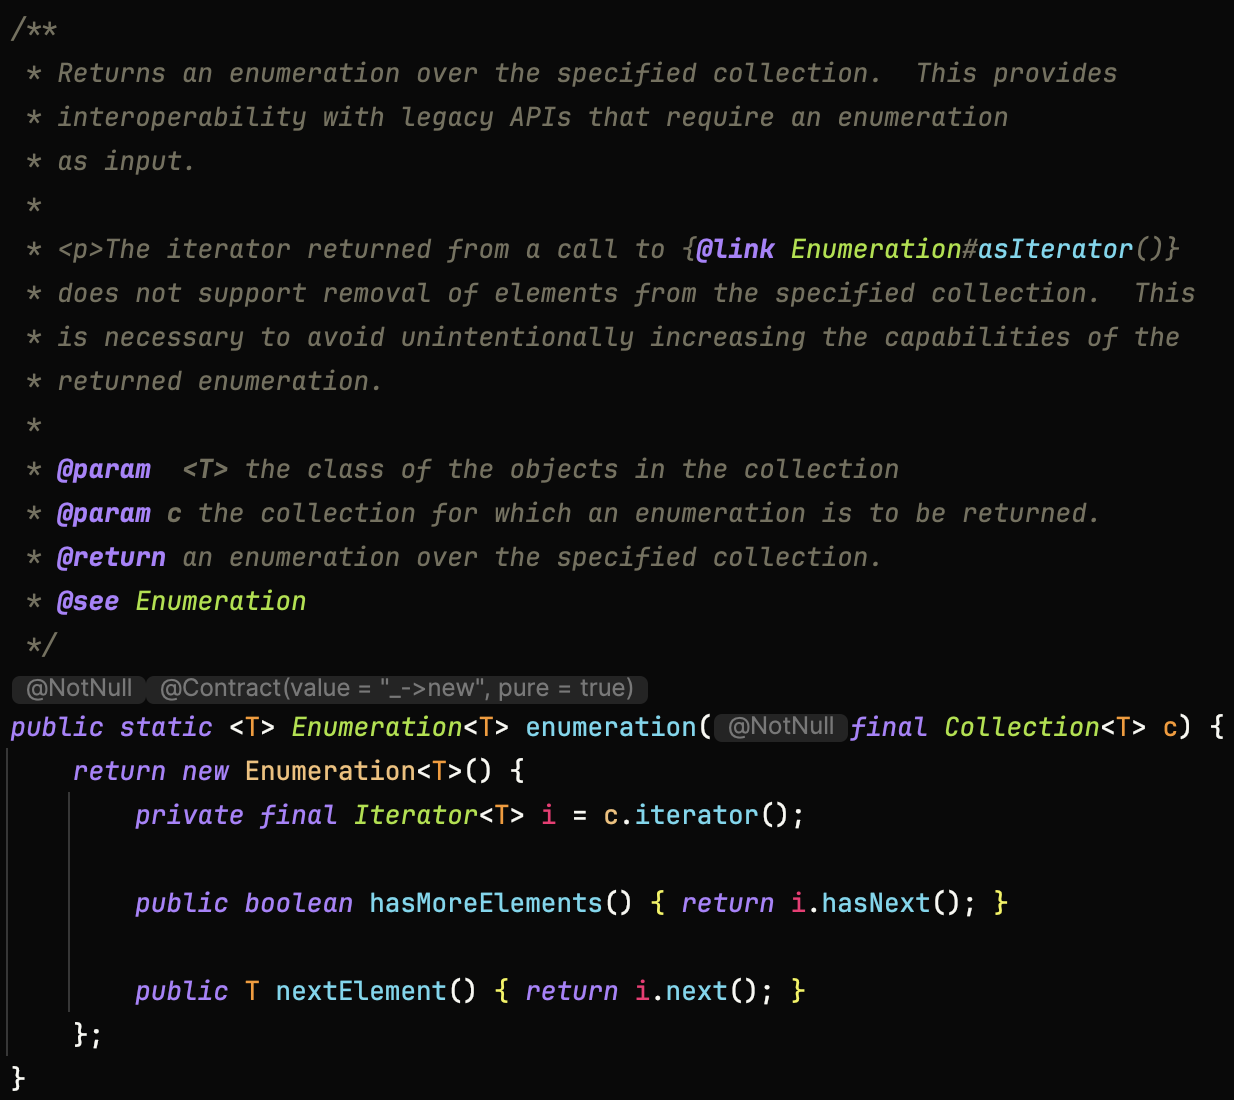 /**
 * Returns an enumeration over the specified collection.  This provides
 * interoperability with legacy APIs that require an enumeration
 * as input.
 *
 * <p>The iterator returned from a call to {@link Enumeration#asIterator()}
 * does not support removal of elements from the specified collection.  This
 * is necessary to avoid unintentionally increasing the capabilities of the
 * returned enumeration.
 *
 * @param  <T> the class of the objects in the collection
 * @param c the collection for which an enumeration is to be returned.
 * @return an enumeration over the specified collection.
 * @see Enumeration
 */
@NotNull @Contract(value = "_->new", pure = true)
public static <T> Enumeration<T> enumeration( @NotNull final Collection<T> c) {
    return new Enumeration<T>() {
        private final Iterator<T> i = c.iterator();

        public boolean hasMoreElements() { return i.hasNext(); }

        public T nextElement() { return i.next(); }
    };
}